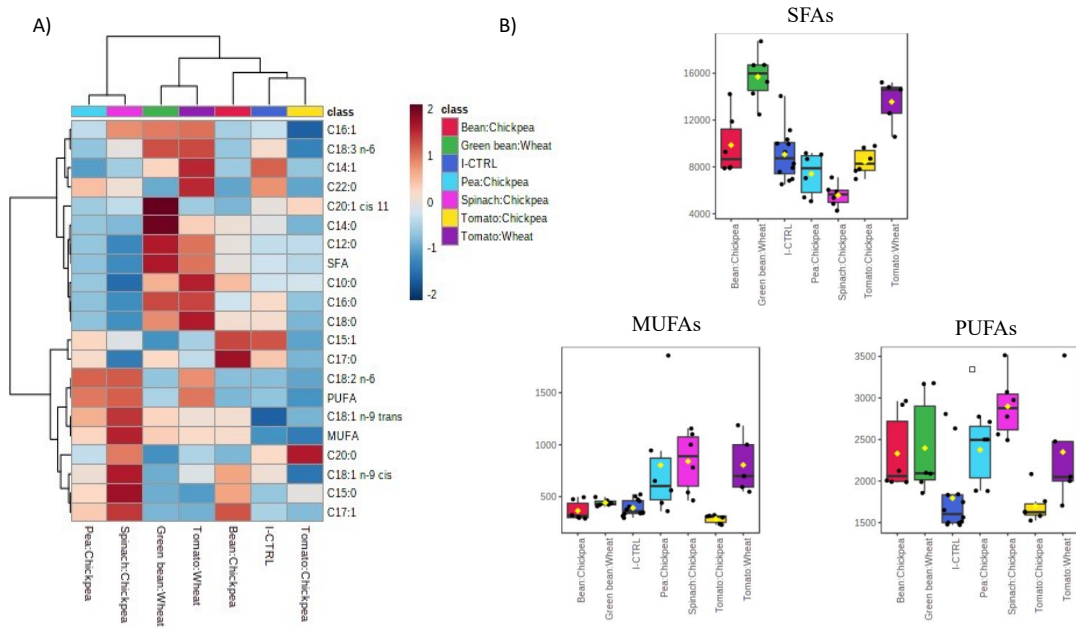 A)
B)
class
C16:1
C18:3 n-6
C14:1
C22:0
C20:1 cis 11
C14:0
C12:0
SFA
C10:0
C16:0
C18:0
C15:1
C17:0
C18:2 n-6
PUFA
C18:1 n-9 trans
MUFA
C20:0
C18:1 n-9 cis
C15:0
C17:1
Pea:Chickpea
Spinach:Chickpea
Green bean:Wheat
Tomato:Wheat
Bean:Chickpea
I-CTRL
Tomato:Chickpea
2
1
0
-1
-2
class
Bean:Chickpea
Green bean:Wheat
I-CTRL
Pea:Chickpea
Spinach:Chickpea
Tomato:Chickpea
Tomato:Wheat
SFAs
16000
12000
8000
4000
Bean:Chickpea
Green bean:Wheat
I-CTRL
Pea:Chickpea
Spinach:Chickpea
Tomato:Chickpea
Tomato:Wheat
MUFAs
1500
1000
500
Bean:Chickpea
Green bean:Wheat
I-CTRL
Pea:Chickpea
Spinach:Chickpea
Tomato:Chickpea
Tomato:Wheat
PUFAs
3500
3000
2500
2000
1500
Bean:Chickpea
Green bean:Wheat
I-CTRL
Pea:Chickpea
Spinach:Chickpea
Tomato:Chickpea
Tomato:Wheat